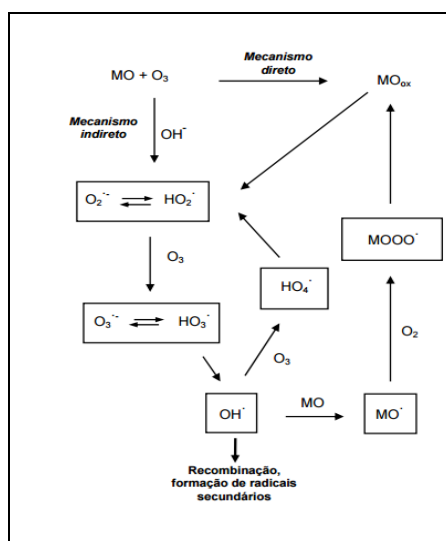 Mecanismo
direto
MO + O₃
MOₒₓ
Mecanismo
indireto
OH⁻
O₂˙⁻ ⇌ HO₂˙
O₃
MOOO˙
HO₄˙
O₃˙⁻ ⇌ HO₃˙
O₂
O₃
MO
OH˙
MO˙
Recombinação,
formação de radicais
secundários